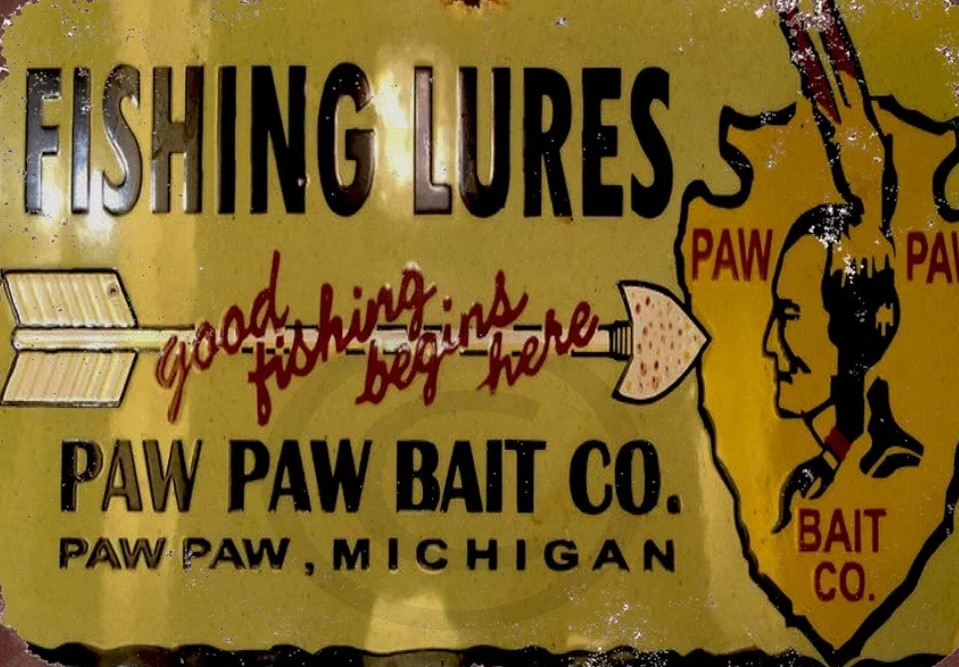 FISHING LURES
good
fishing
begins
here
PAW PAW BAIT CO.
PAW PAW, MICHIGAN
PAW
BAIT
CO.